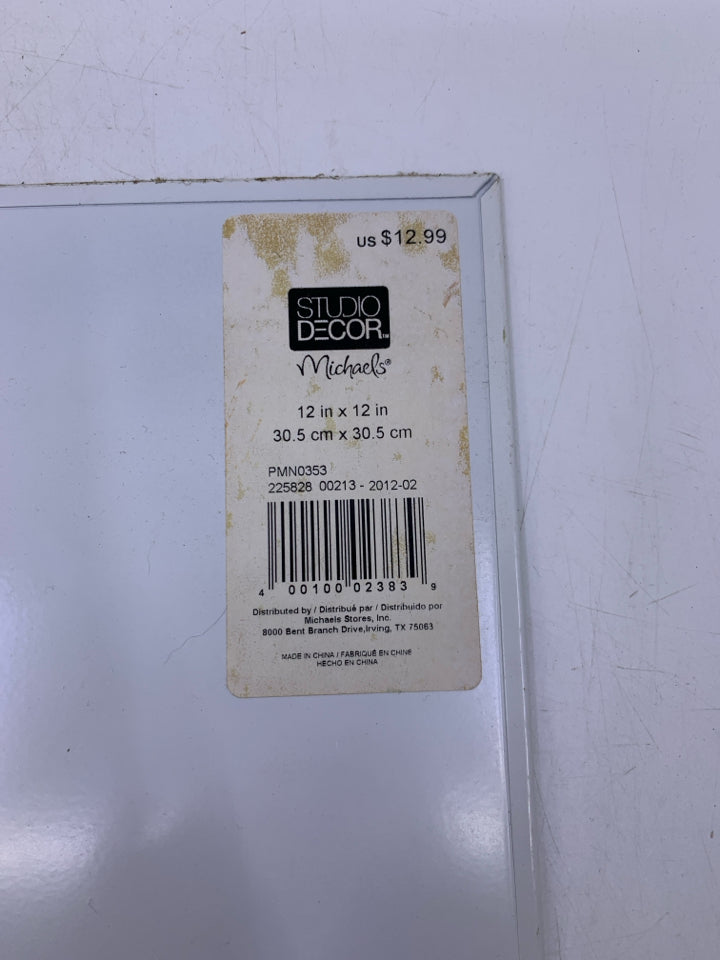 US $12.99
STUDIO
DECOR™
Michaels®
12 in x 12 in
30.5 cm x 30.5 cm
PMN0353
225828 00213 - 2012-02
4 00100 02383 9
Distributed by / Distribué par / Distribuido por
Michaels Stores, Inc.
8000 Bent Branch Drive,Irving, TX 75063
MADE IN CHINA / FABRIQUÉ EN CHINE
HECHO EN CHINA